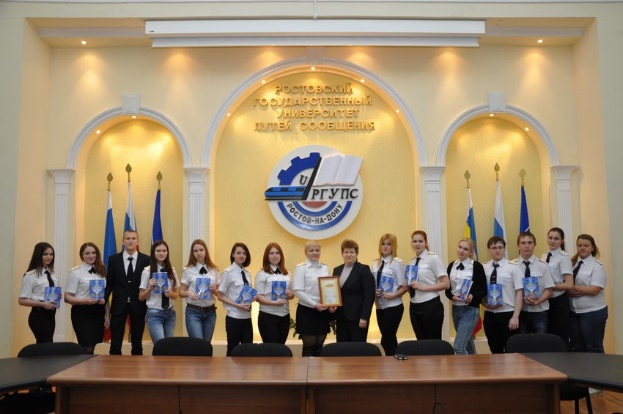 РОСТОВСКИЙ
ГОСУДАРСТВЕННЫЙ
УНИВЕРСИТЕТ
ПУТЕЙ СООБЩЕНИЯ
РГУПС
РОСТОВ-НА-ДОНУ